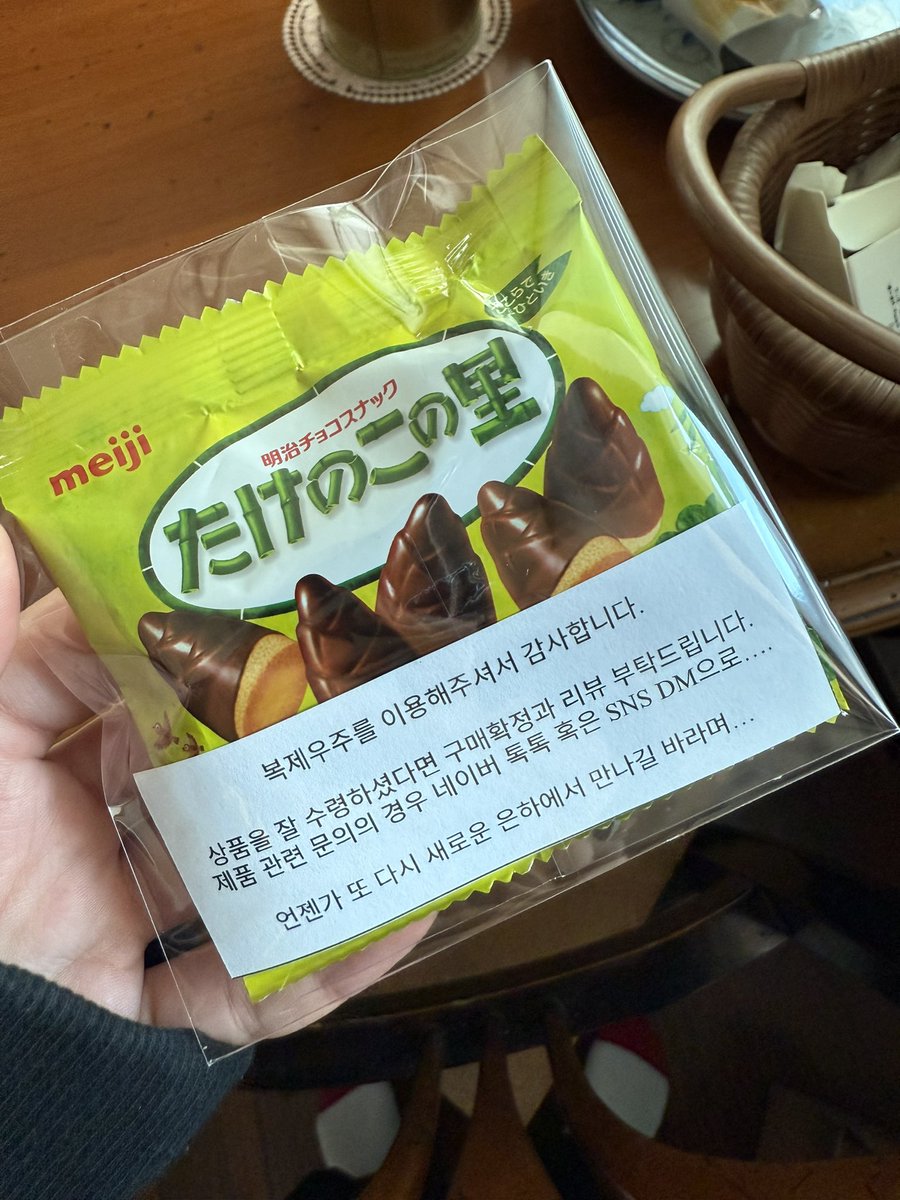 meiji
明治チョコスナック
たけのこの里
복제우주를 이용해주셔서 감사합니다.
상품을 잘 수령하셨다면 구매확정과 리뷰 부탁드립니다.
제품 관련 문의의 경우 네이버 톡톡 혹은 SNS DM으로....
언젠가 또 다시 새로운 은하에서 만나길 바라며...